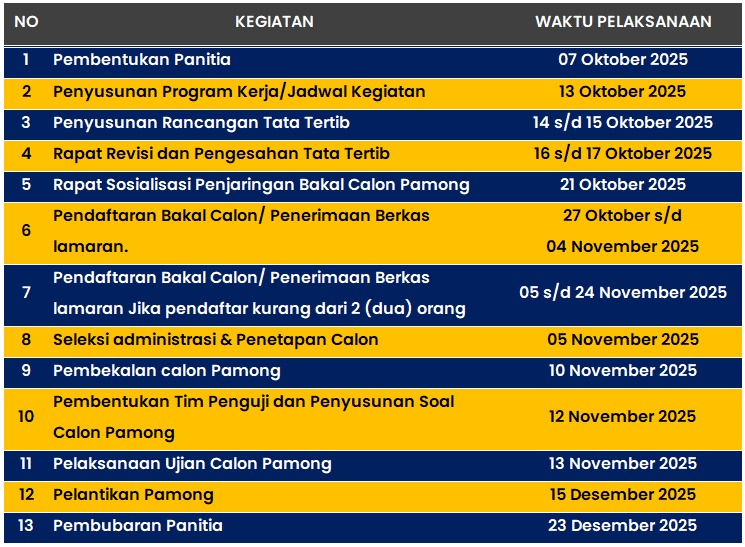 NO KEGIATAN WAKTU PELAKSANAAN
1 Pembentukan Panitia 07 Oktober 2025
2 Penyusunan Program Kerja/Jadwal Kegiatan 13 Oktober 2025
3 Penyusunan Rancangan Tata Tertib 14 s/d 15 Oktober 2025
4 Rapat Revisi dan Pengesahan Tata Tertib 16 s/d 17 Oktober 2025
5 Rapat Sosialisasi Penjaringan Bakal Calon Pamong 21 Oktober 2025
6 Pendaftaran Bakal Calon/ Penerimaan Berkas
lamaran.
27 Oktober s/d
04 November 2025
7 Pendaftaran Bakal Calon/ Penerimaan Berkas
lamaran Jika pendaftar kurang dari 2 (dua) orang
05 s/d 24 November 2025
8 Seleksi administrasi & Penetapan Calon 05 November 2025
9 Pembekalan calon Pamong 10 November 2025
10 Pembentukan Tim Penguji dan Penyusunan Soal
Calon Pamong
12 November 2025
11 Pelaksanaan Ujian Calon Pamong 13 November 2025
12 Pelantikan Pamong 15 Desember 2025
13 Pembubaran Panitia 23 Desember 2025